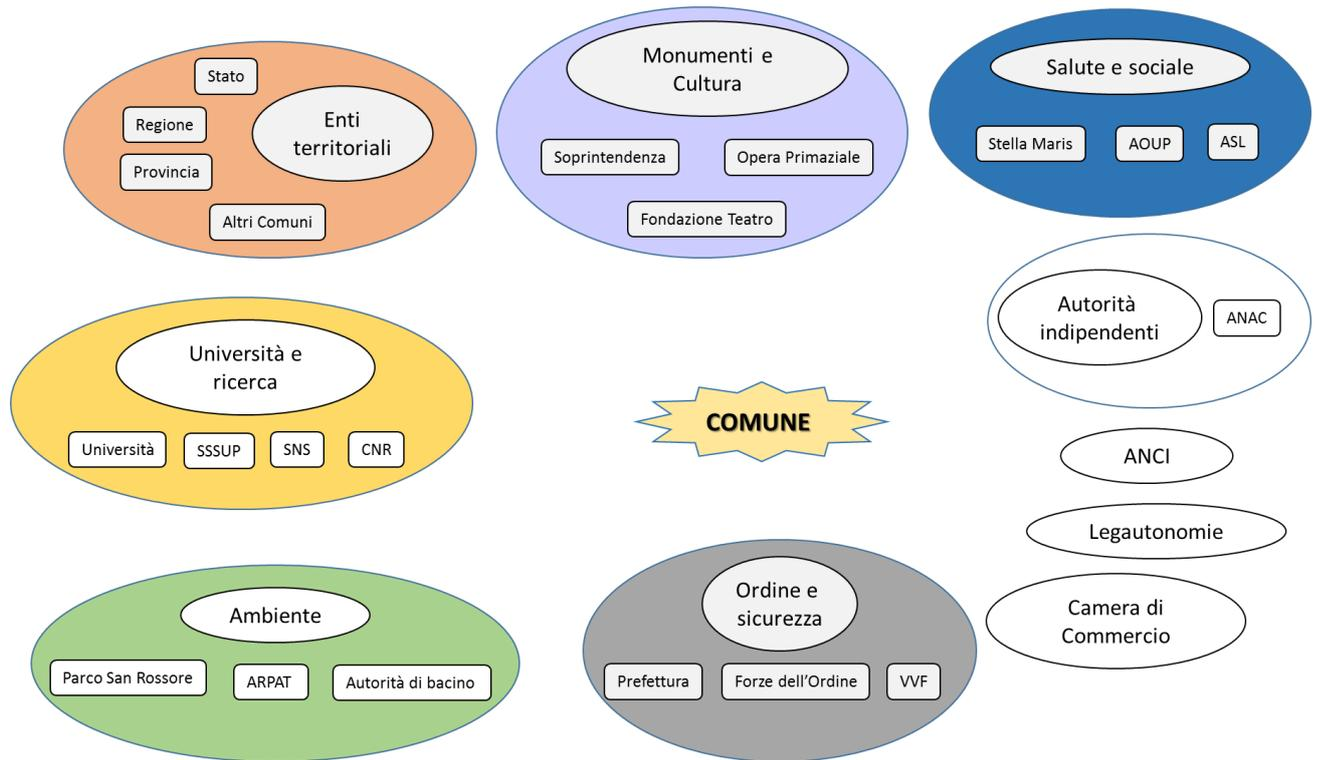 Stato
Regione
Enti
territoriali
Provincia
Altri Comuni
Monumenti e
Cultura
Soprintendenza
Opera Primaziale
Fondazione Teatro
Salute e sociale
Stella Maris
AOUP
ASL
Autorità
indipendenti
ANAC
Università e
ricerca
Università
SSSUP
SNS
CNR
COMUNE
ANCI
Legautonomie
Camera di
Commercio
Ambiente
Parco San Rossore
ARPAT
Autorità di bacino
Ordine e
sicurezza
Prefettura
Forze dell’Ordine
VVF